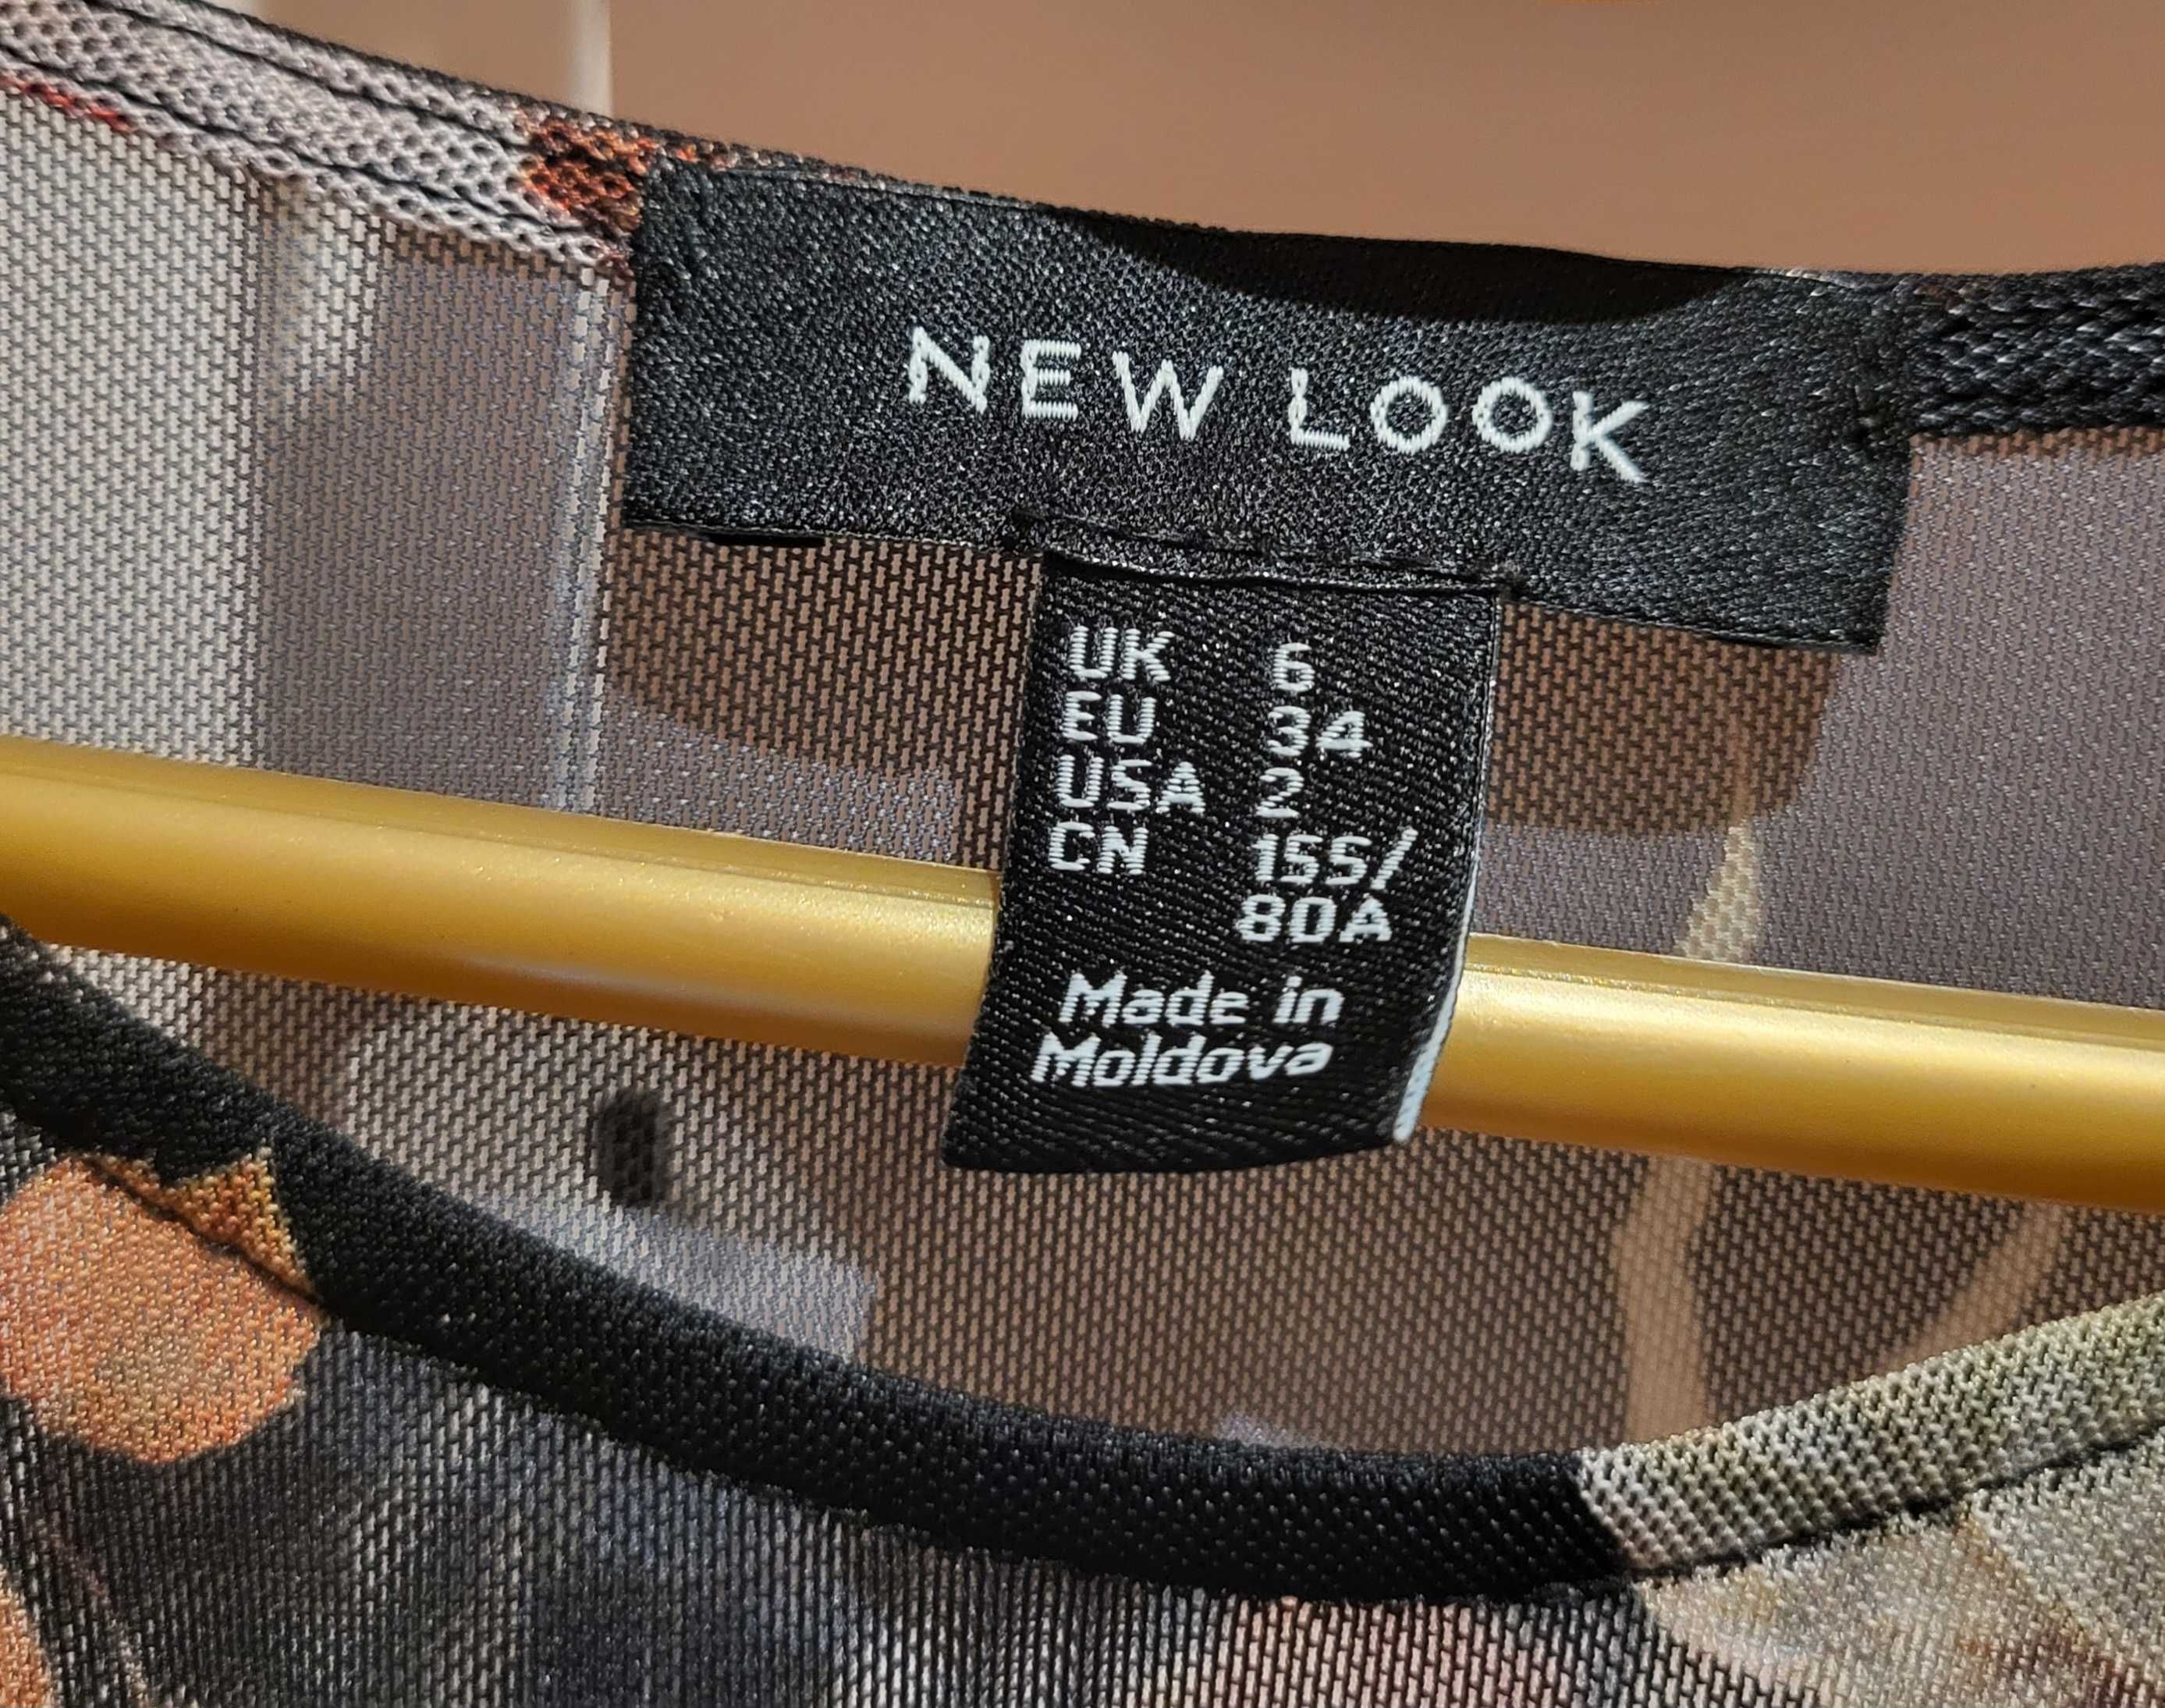 NEW LOOK
UK 6
EU 34
USA 2
CN 155/
80A
Made in
Moldova